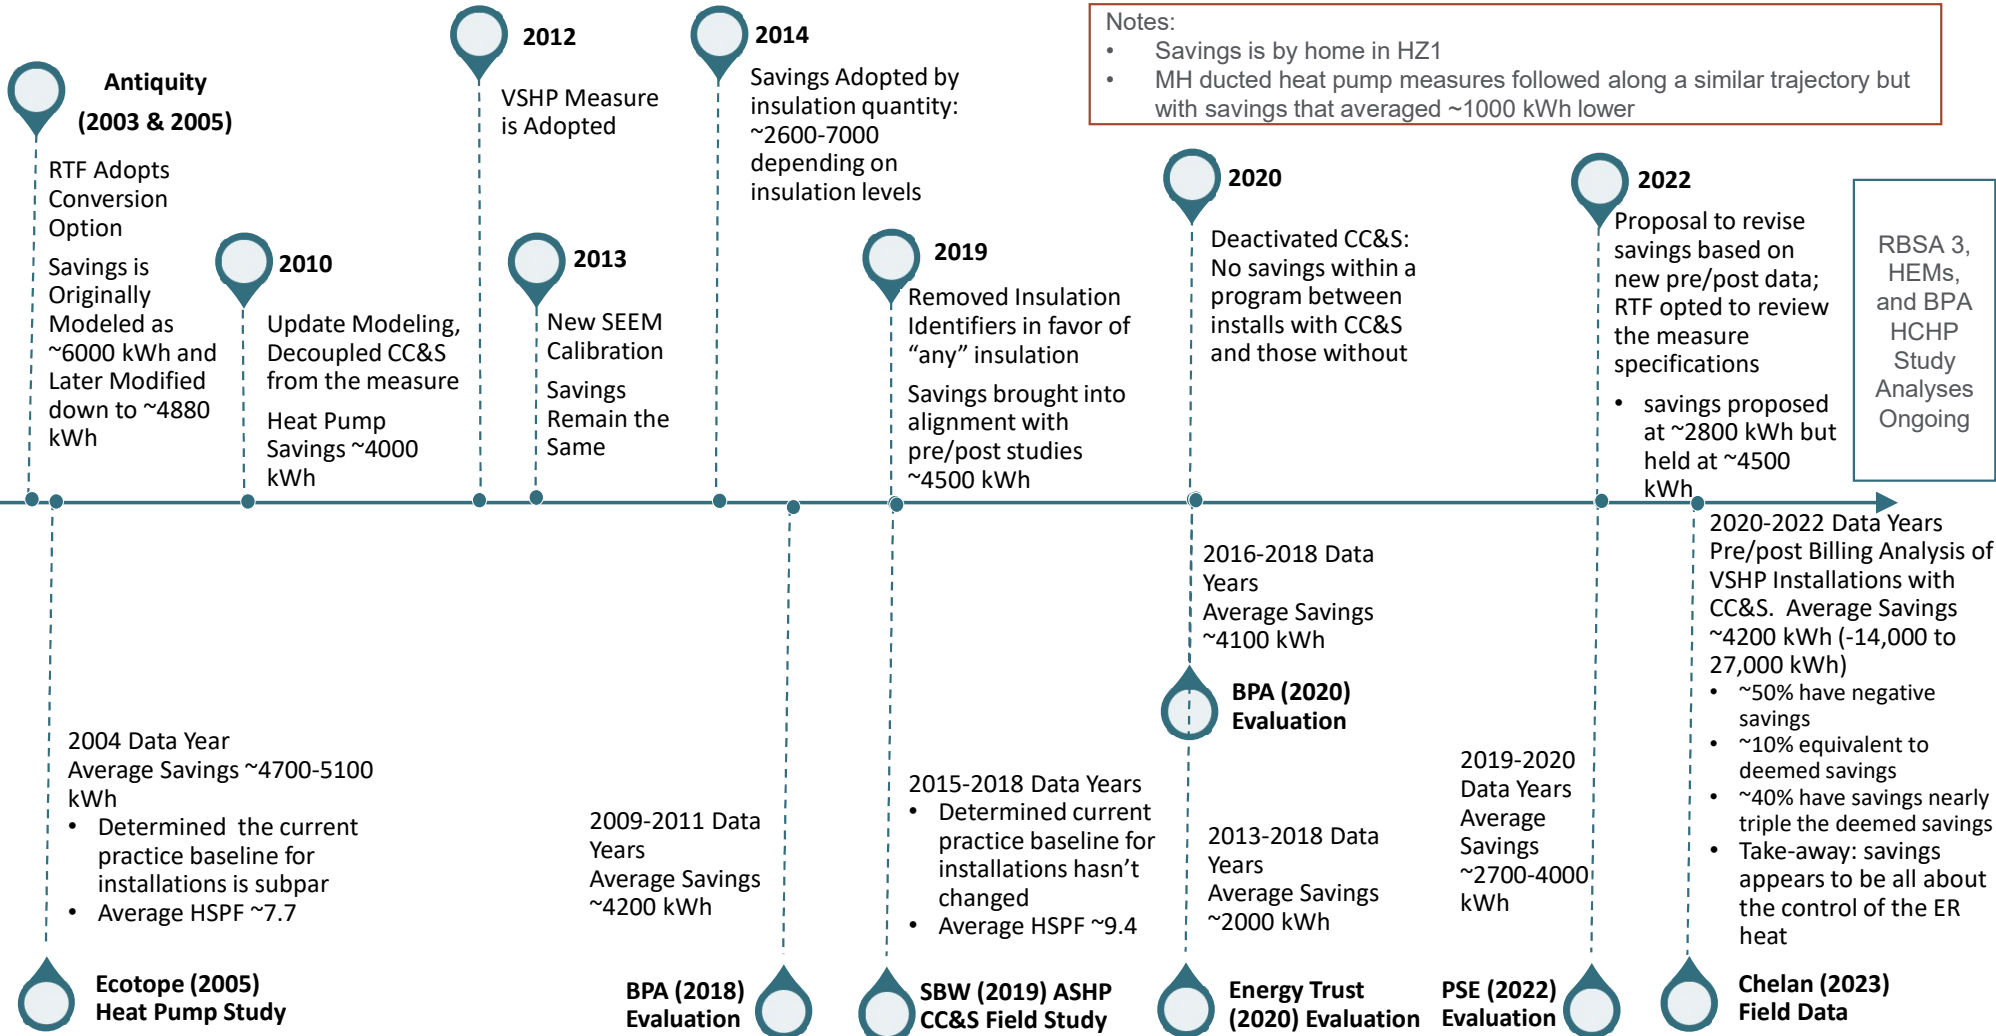 Notes:
• Savings is by home in HZ1
• MH ducted heat pump measures followed along a similar trajectory but
with savings that averaged ~1000 kWh lower
Antiquity
(2003 & 2005)
RTF Adopts
Conversion
Option
Savings is
Originally
Modeled as
~6000 kWh and
Later Modified
down to ~4880
kWh
2010
Update Modeling,
Decoupled CC&S
from the measure
Heat Pump
Savings ~4000
kWh
2012
VSHP Measure
is Adopted
2013
New SEEM
Calibration
Savings
Remain the
Same
2014
Savings Adopted by
insulation quantity:
~2600-7000
depending on
insulation levels
2019
Removed Insulation
Identifiers in favor of
“any” insulation
Savings brought into
alignment with
pre/post studies
~4500 kWh
2020
Deactivated CC&S:
No savings within a
program between
installs with CC&S
and those without
2022
Proposal to revise
savings based on
new pre/post data;
RTF opted to review
the measure
specifications
• savings proposed
at ~2800 kWh but
held at ~4500
kWh
RBSA 3,
HEMs,
and BPA
HCHP
Study
Analyses
Ongoing
2004 Data Year
Average Savings ~4700-5100
kWh
• Determined the current
practice baseline for
installations is subpar
• Average HSPF ~7.7
Ecotope (2005)
Heat Pump Study
2009-2011 Data
Years
Average Savings
~4200 kWh
BPA (2018)
Evaluation
2015-2018 Data Years
• Determined current
practice baseline for
installations hasn’t
changed
• Average HSPF ~9.4
SBW (2019) ASHP
CC&S Field Study
2016-2018 Data
Years
Average Savings
~4100 kWh
BPA (2020)
Evaluation
2013-2018 Data
Years
Average Savings
~2000 kWh
Energy Trust
(2020) Evaluation
2019-2020
Data Years
Average
Savings
~2700-4000
kWh
PSE (2022)
Evaluation
2020-2022 Data Years
Pre/post Billing Analysis of
VSHP Installations with
CC&S. Average Savings
~4200 kWh (-14,000 to
27,000 kWh)
• ~50% have negative
savings
• ~10% equivalent to
deemed savings
• ~40% have savings nearly
triple the deemed savings
• Take-away: savings
appears to be all about
the control of the ER
heat
Chelan (2023)
Field Data